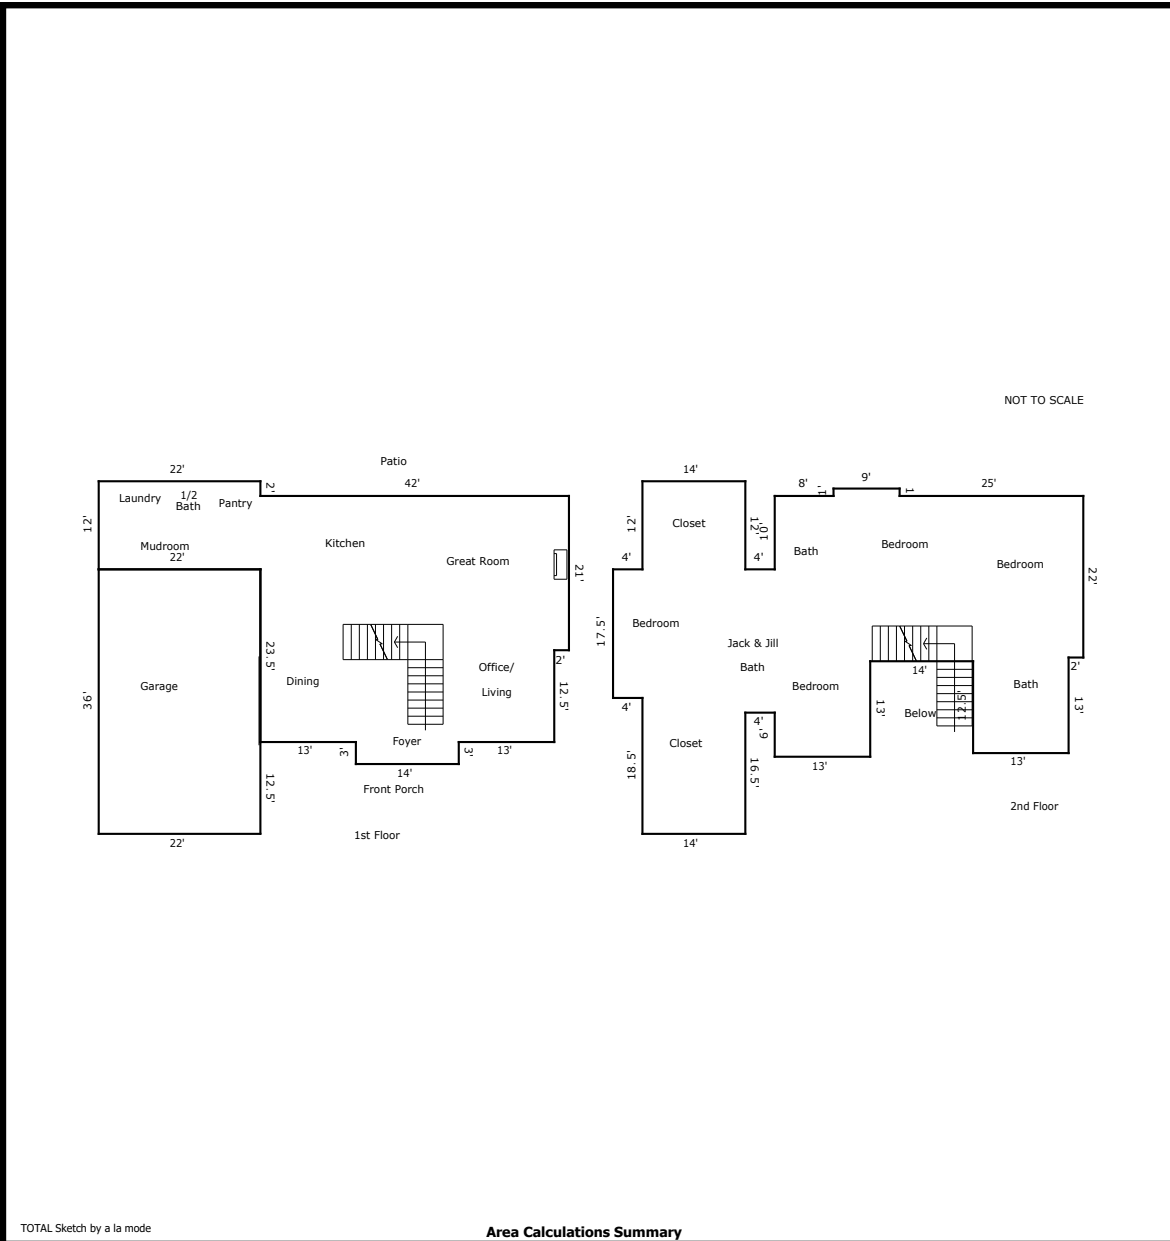 NOT TO SCALE
Patio
22'
2'
42'
Laundry
1/2
Bath
Pantry
12'
Mudroom
22'
Kitchen
Great Room
21'
23.5'
36'
Garage
Dining
Office/
Living
2'
12.5'
Foyer
13'
3'
14'
3'
13'
Front Porch
12.5'
22'
1st Floor
14'
8'
1'
9'
1
25'
Closet
12'
12'
10'
4'
4'
Bath
Bedroom
Bedroom
22'
17.5'
Bedroom
Jack & Jill
Bath
Bedroom
14'
2'
Bath
13'
Below
12.5'
13'
4'
4'
6'
Closet
18.5'
16.5'
13'
13'
14'
2nd Floor
TOTAL Sketch by a la mode
Area Calculations Summary